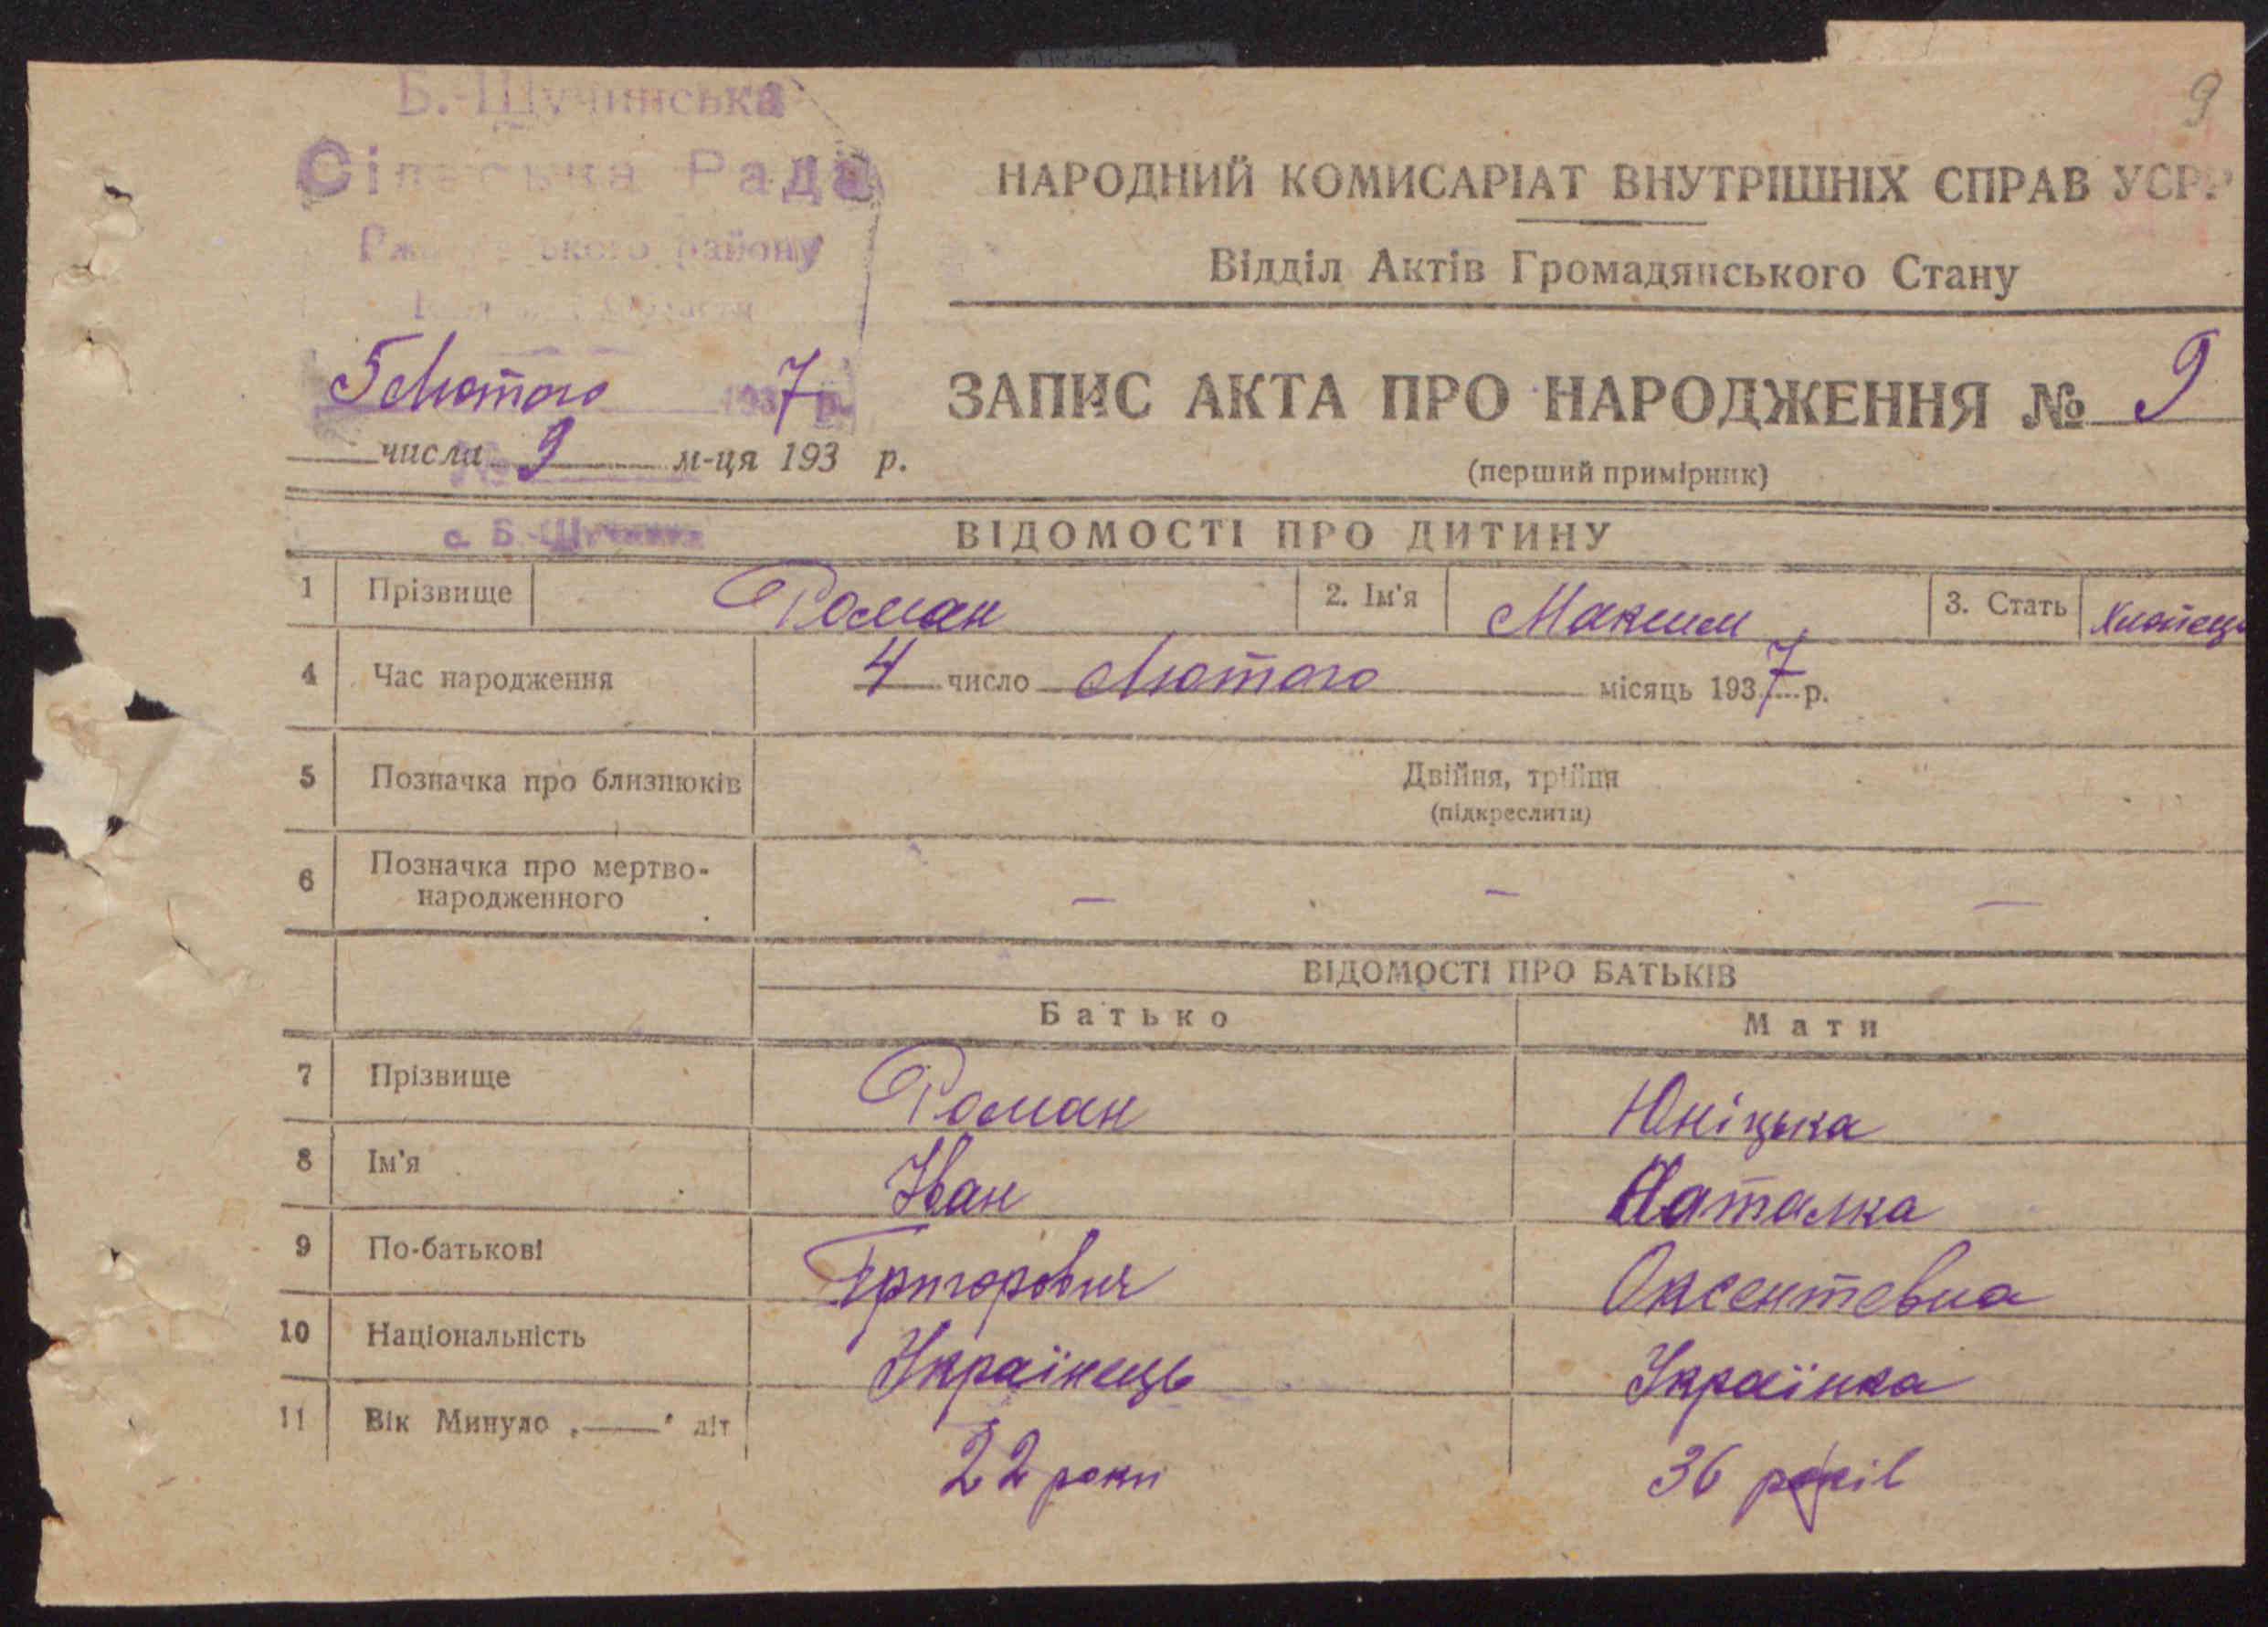 9
Б.-Щучинська
Сільська Рада
району
НАРОДНИЙ КОМИСАРІАТ ВНУТРІШНІХ СПРАВ УСРР
Відділ Актів Громадянського Стану
5 Лютого 1937 р.
ЗАПИС АКТА ПРО НАРОДЖЕННЯ № 9
числа 9 м-ця 193 р.
(перший примірник)
с. Б.-Щучинка
ВІДОМОСТІ ПРО ДИТИНУ
1 Прізвище Роман 2. Ім'я Максим 3. Стать Хлопець
4 Час народження 4 число Лютого місяць 1937 р.
5 Позначка про близнюків Двійня, трійня
(підкреслити)
6 Позначка про мертво-
народженного — — —
ВІДОМОСТІ ПРО БАТЬКІВ
Батько Мати
7 Прізвище Роман Юніцька
8 Ім'я Іван Наталка
9 По-батькові Григорович Оксентевна
10 Національність Українець Українка
11 Вік Минуло „——" літ 22 роки 36 років